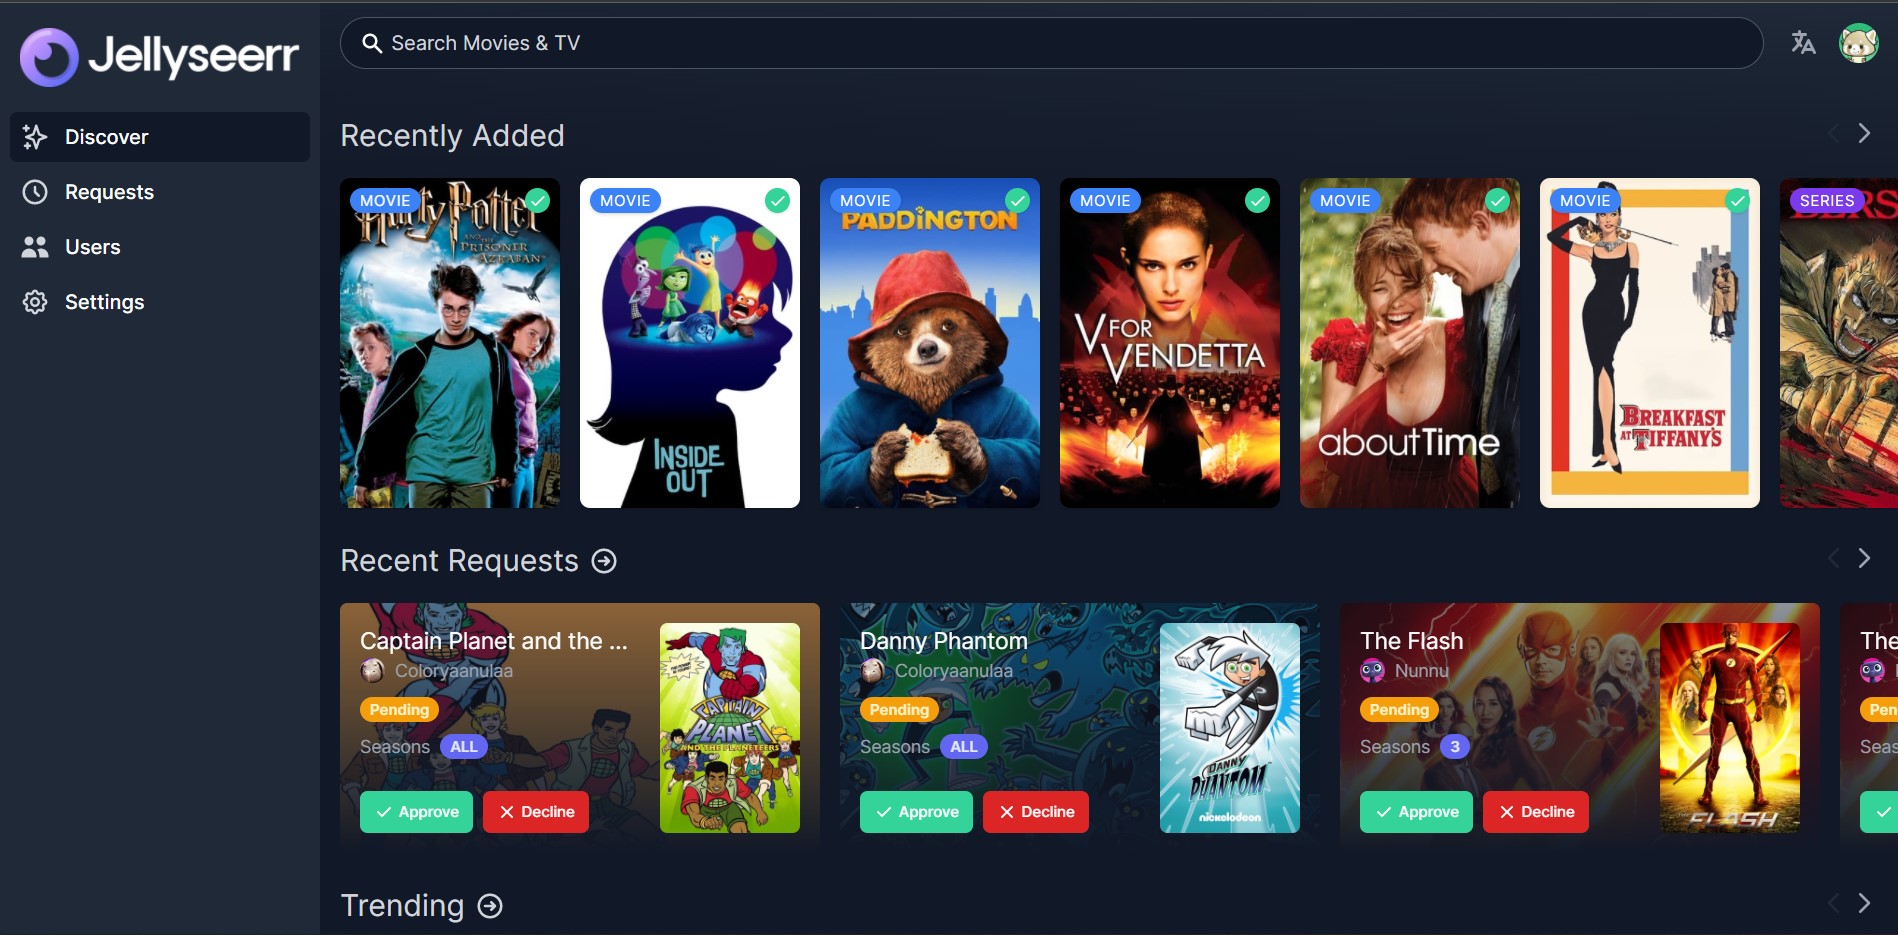 Jellyseerr
Search Movies & TV
Discover
Requests
Users
Settings
Recently Added
MOVIE
Harry Potter
AND THE
PRISONER
OF
AZKABAN
MOVIE
INSIDE
OUT
MOVIE
PADDINGTON
MOVIE
V FOR
VENDETTA
MOVIE
aboutTime
MOVIE
BREAKFAST
AT TIFFANY'S
SERIES
Recent Requests
Captain Planet and the ...
Coloryaanulaa
Pending
Seasons ALL
Approve Decline
CAPTAIN
PLANET
AND THE PLANETEERS
Danny Phantom
Coloryaanulaa
Pending
Seasons ALL
Approve Decline
DANNY
PHANTOM
nickelodeon
The Flash
Nunnu
Pending
Seasons 3
Approve Decline
FLASH
The
Pen
Seas
Trending